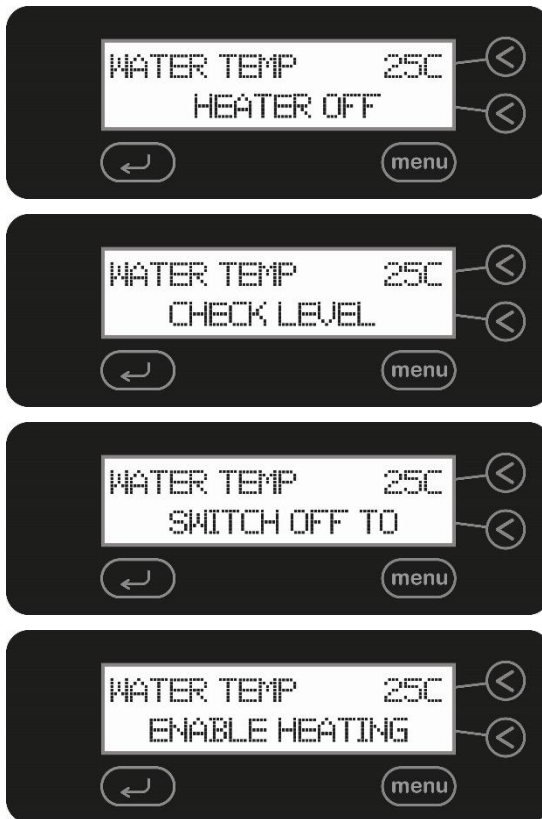 WATER TEMP 25C
HEATER OFF
menu
WATER TEMP 25C
CHECK LEVEL
menu
WATER TEMP 25C
SWITCH OFF TO
menu
WATER TEMP 25C
ENABLE HEATING
menu